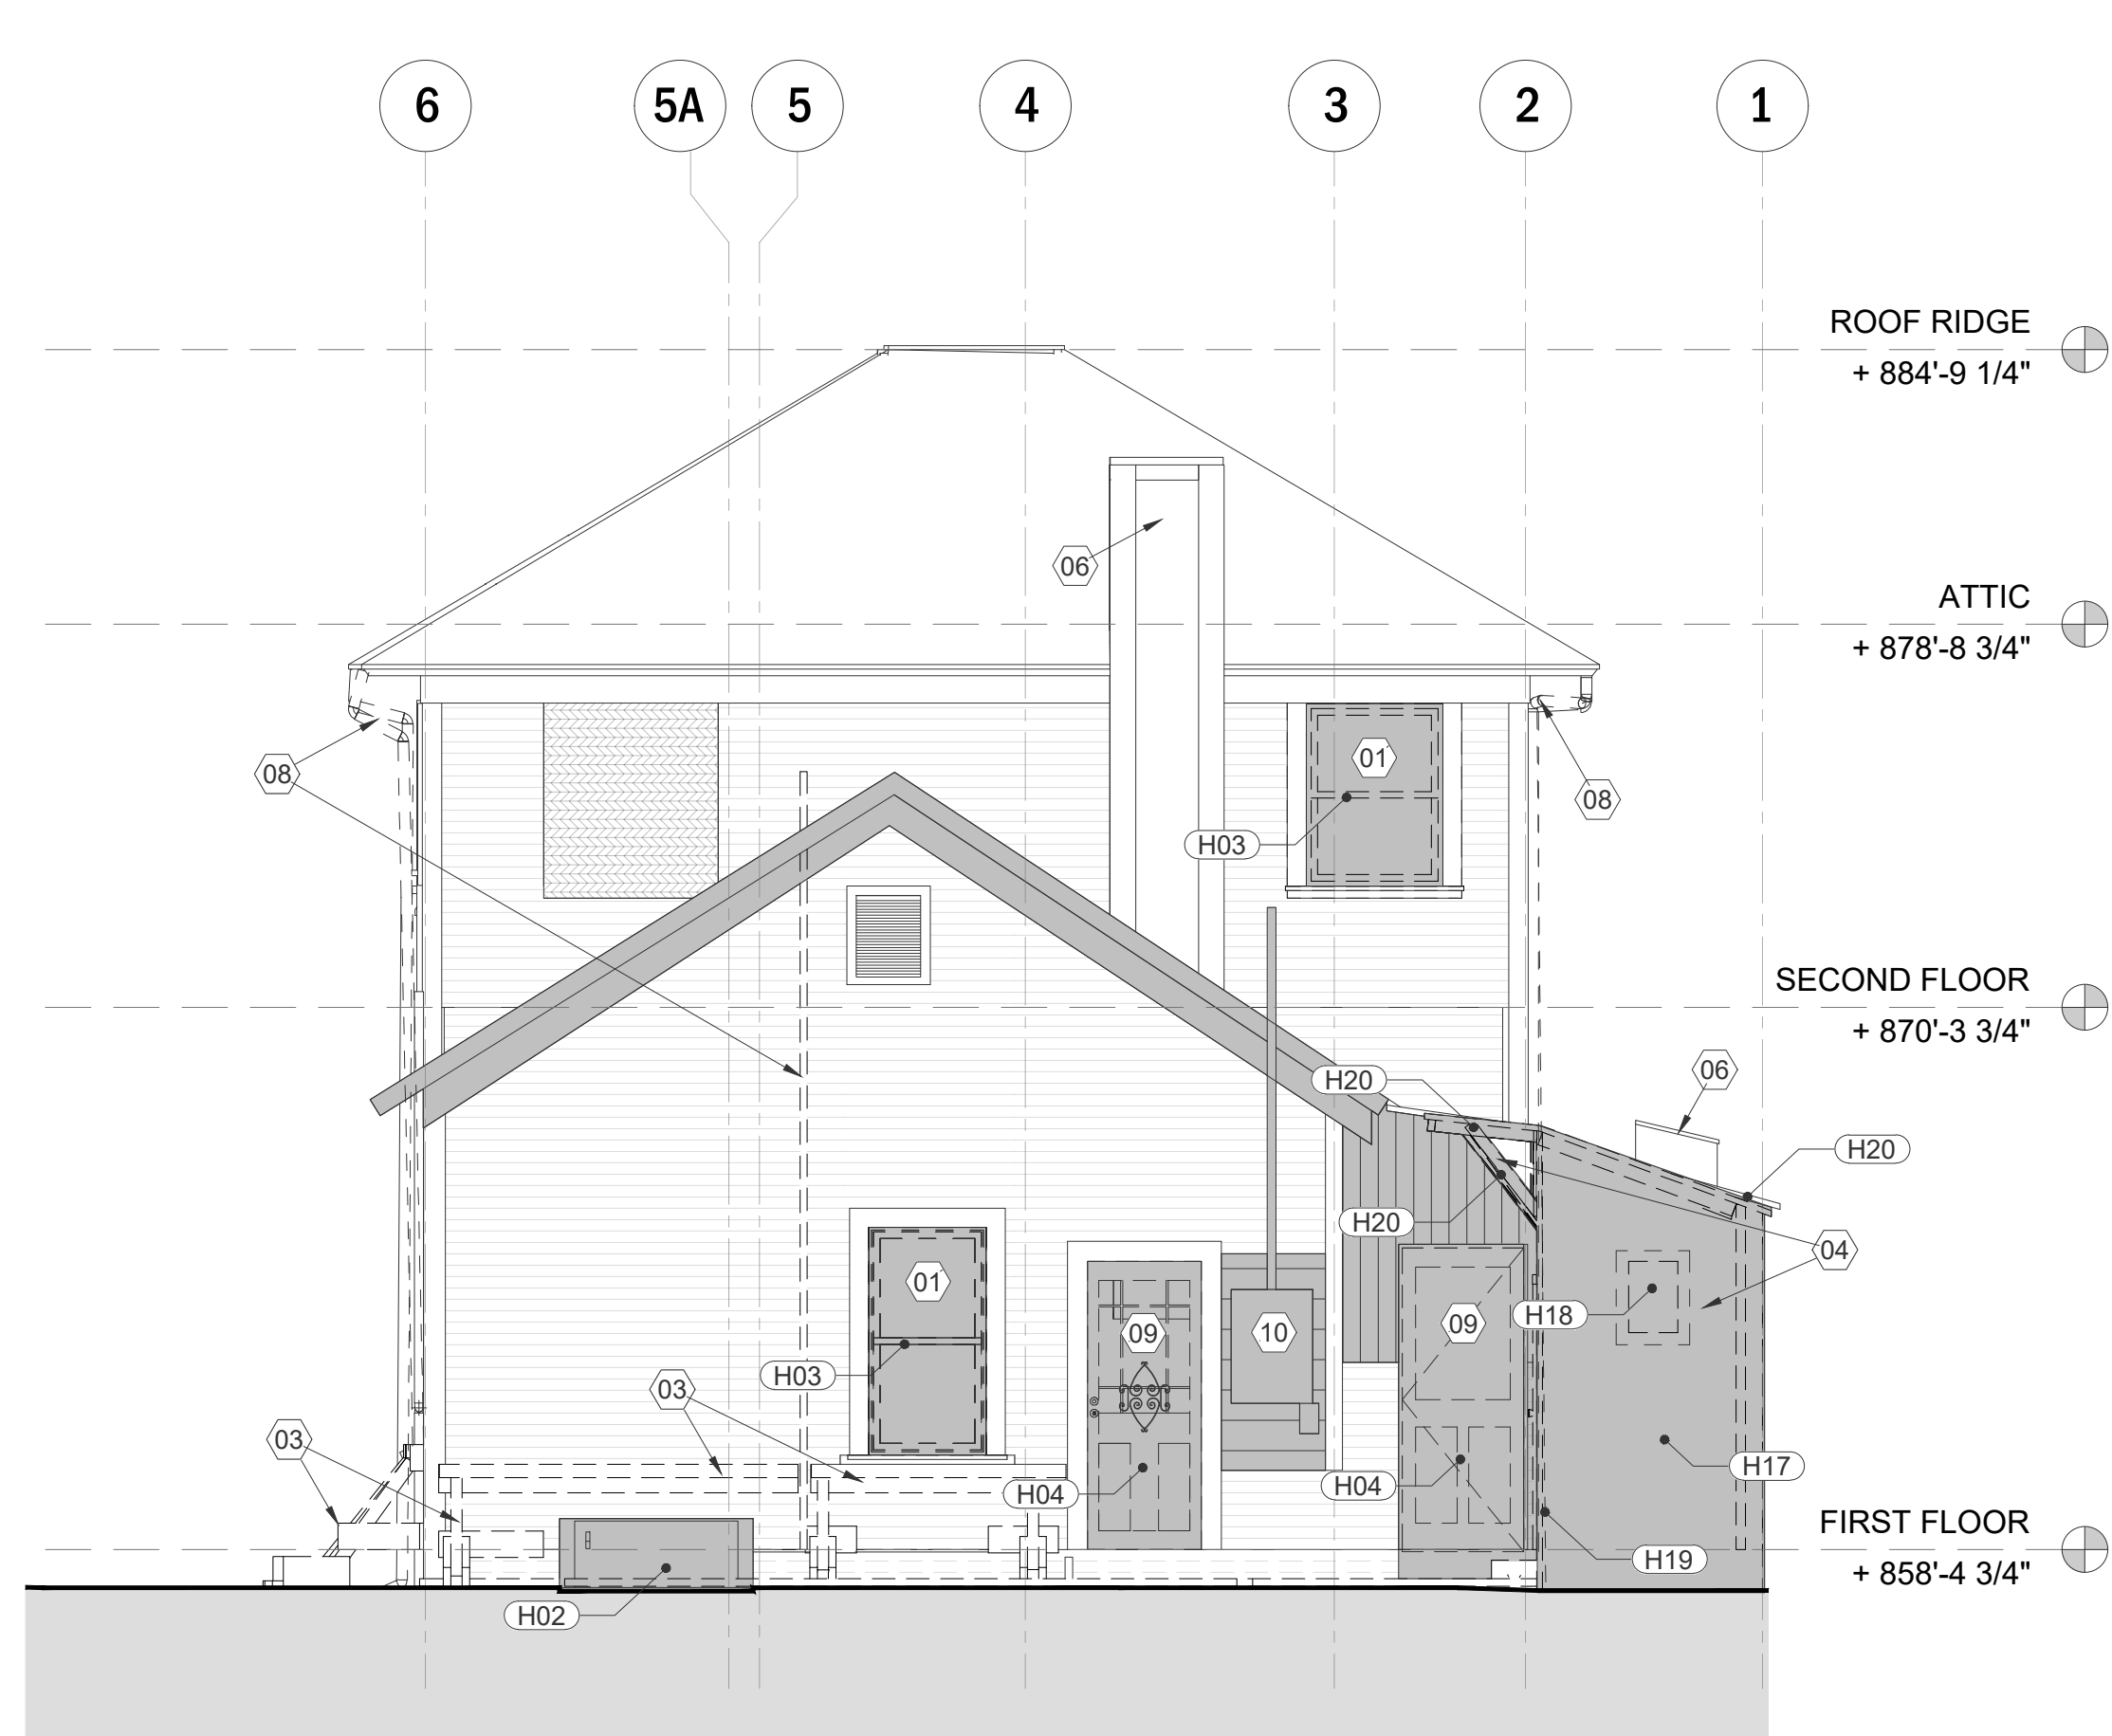 6
5A
5
4
3
2
1
ROOF RIDGE
+ 884'-9 1/4"
06
ATTIC
+ 878'-8 3/4"
08
01
08
H03
SECOND FLOOR
+ 870'-3 3/4"
H20
06
H20
H20
04
01
H18
09
10
09
H03
03
03
H04
H04
H17
FIRST FLOOR
+ 858'-4 3/4"
H19
H02